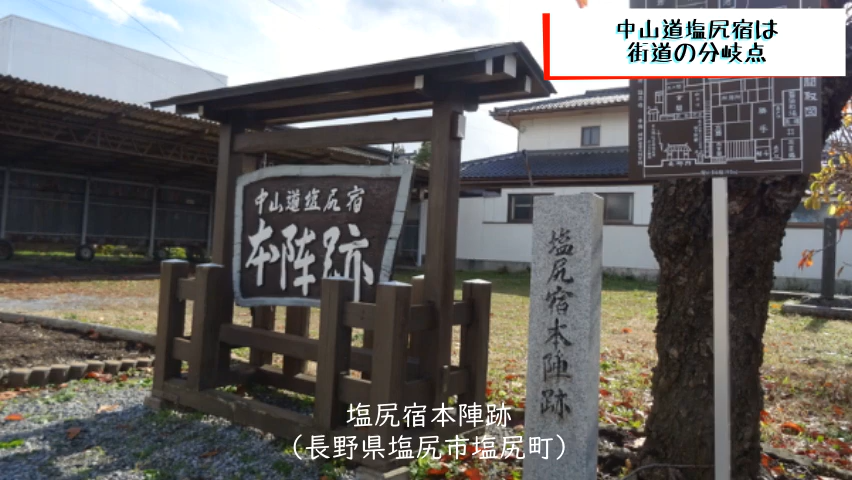 中山道塩尻宿は
街道の分岐点
中山道塩尻宿
本陣跡
塩尻宿本陣跡
塩尻宿本陣跡
（長野県塩尻市塩尻町）